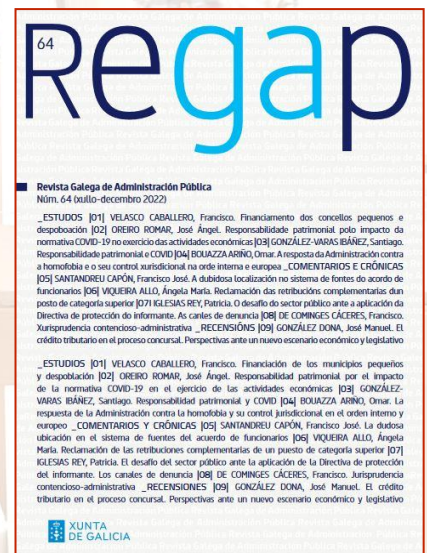 64
Regap
Revista Galega de Administración Pública
Núm. 64 (xullo-decembro 2022)
_ESTUDOS |01| VELASCO CABALLERO, Francisco. Financiamento dos concellos pequenos e
despoboación |02| OREIRO ROMAR, José Ángel. Responsabilidade patrimonial polo impacto da
normativa COVID-19 no exercicio das actividades económicas |03| GONZÁLEZ-VARAS IBÁÑEZ, Santiago.
Responsabilidade patrimonial e COVID |04| BOUAZZA ARIÑO, Omar. A resposta da Administración contra
a homofobia e o seu control xurisdicional na orde interna e europea _COMENTARIOS E CRÓNICAS
|05| SANTANDREU CAPÓN, Francisco José. A dubidosa localización no sistema de fontes do acordo de
funcionarios |06| VIQUEIRA ALLO, Ángela María. Reclamación das retribucións complementarias dun
posto de categoría superior |07| IGLESIAS REY, Patricia. O desafío do sector público ante a aplicación da
Directiva de protección do informante. As canles de denuncia |08| DE COMINGES CÁCERES, Francisco.
Xurisprudencia contencioso-administrativa _RECENSIÓNS |09| GONZÁLEZ DONA, José Manuel. El
crédito tributario en el proceso concursal. Perspectivas ante un nuevo escenario económico y legislativo
_ESTUDIOS |01| VELASCO CABALLERO, Francisco. Financiación de los municipios pequeños
y despoblación |02| OREIRO ROMAR, José Ángel. Responsabilidad patrimonial por el impacto
de la normativa COVID-19 en el ejercicio de las actividades económicas |03| GONZÁLEZ-
VARAS IBÁÑEZ, Santiago. Responsabilidad patrimonial y COVID |04| BOUAZZA ARIÑO, Omar. La
respuesta de la Administración contra la homofobia y su control jurisdiccional en el orden interno y
europeo _COMENTARIOS Y CRÓNICAS |05| SANTANDREU CAPÓN, Francisco José. La dudosa
ubicación en el sistema de fuentes del acuerdo de funcionarios |06| VIQUEIRA ALLO, Ángela
María. Reclamación de las retribuciones complementarias de un puesto de categoría superior |07|
IGLESIAS REY, Patricia. El desafío del sector público ante la aplicación de la Directiva de protección
del informante. Los canales de denuncia |08| DE COMINGES CÁCERES, Francisco. Jurisprudencia
contencioso-administrativa _RECENSIONES |09| GONZÁLEZ DONA, José Manuel. El crédito
tributario en el proceso concursal. Perspectivas ante un nuevo escenario económico y legislativo
XUNTA
DE GALICIA